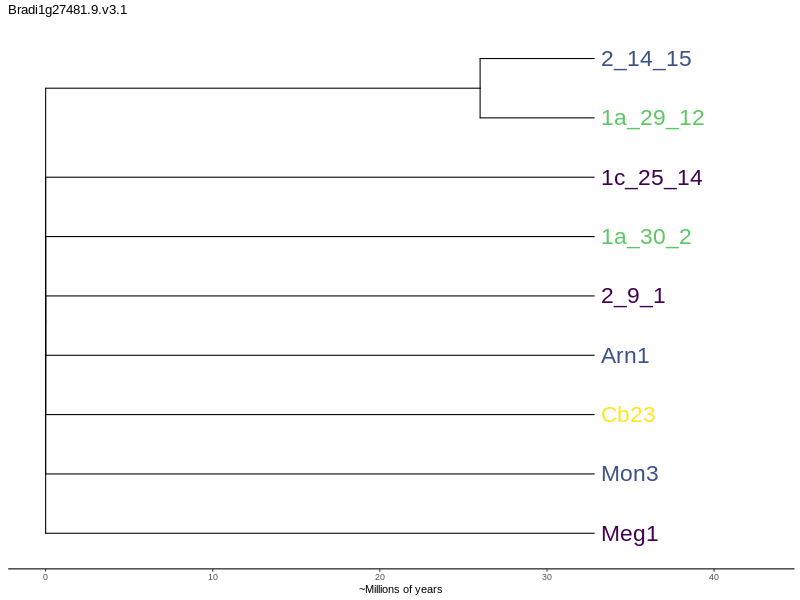 Bradi1g27481.9.v3.1
2_14_15
1a_29_12
1c_25_14
1a_30_2
2_9_1
Arn1
Cb23
Mon3
Meg1
0 10 20 30 40
~Millions of years